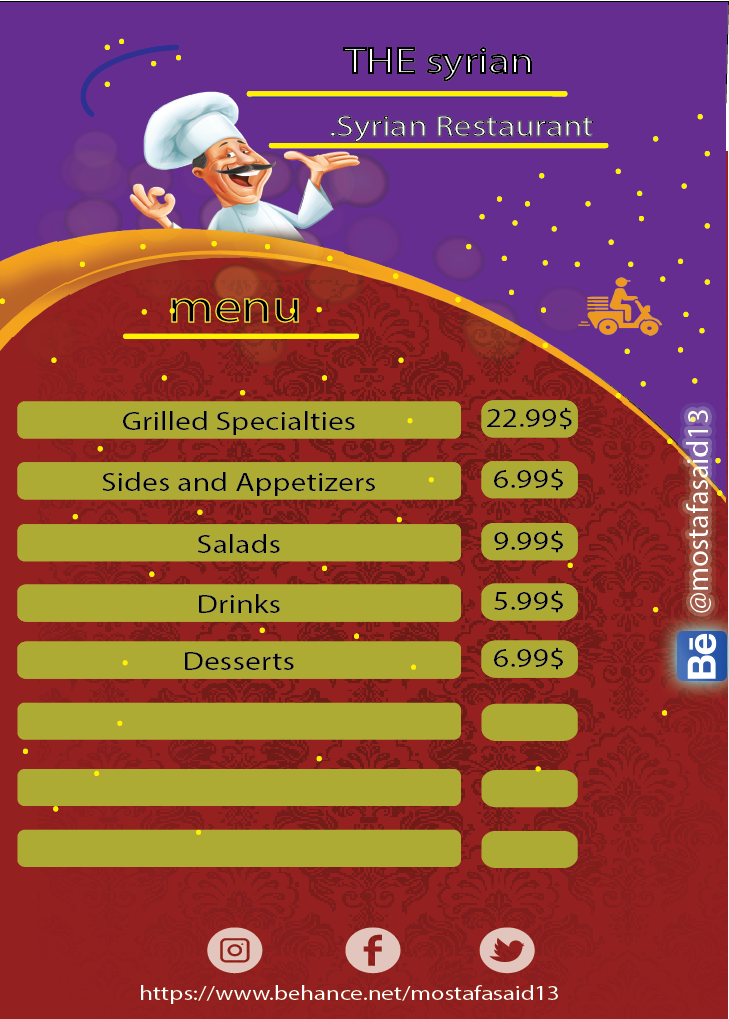 THE syrian
.Syrian Restaurant
menu
Grilled Specialties 22.99$
Sides and Appetizers 6.99$
Salads 9.99$
Drinks 5.99$
Desserts 6.99$
@mostafasaid13
Bē
https://www.behance.net/mostafasaid13